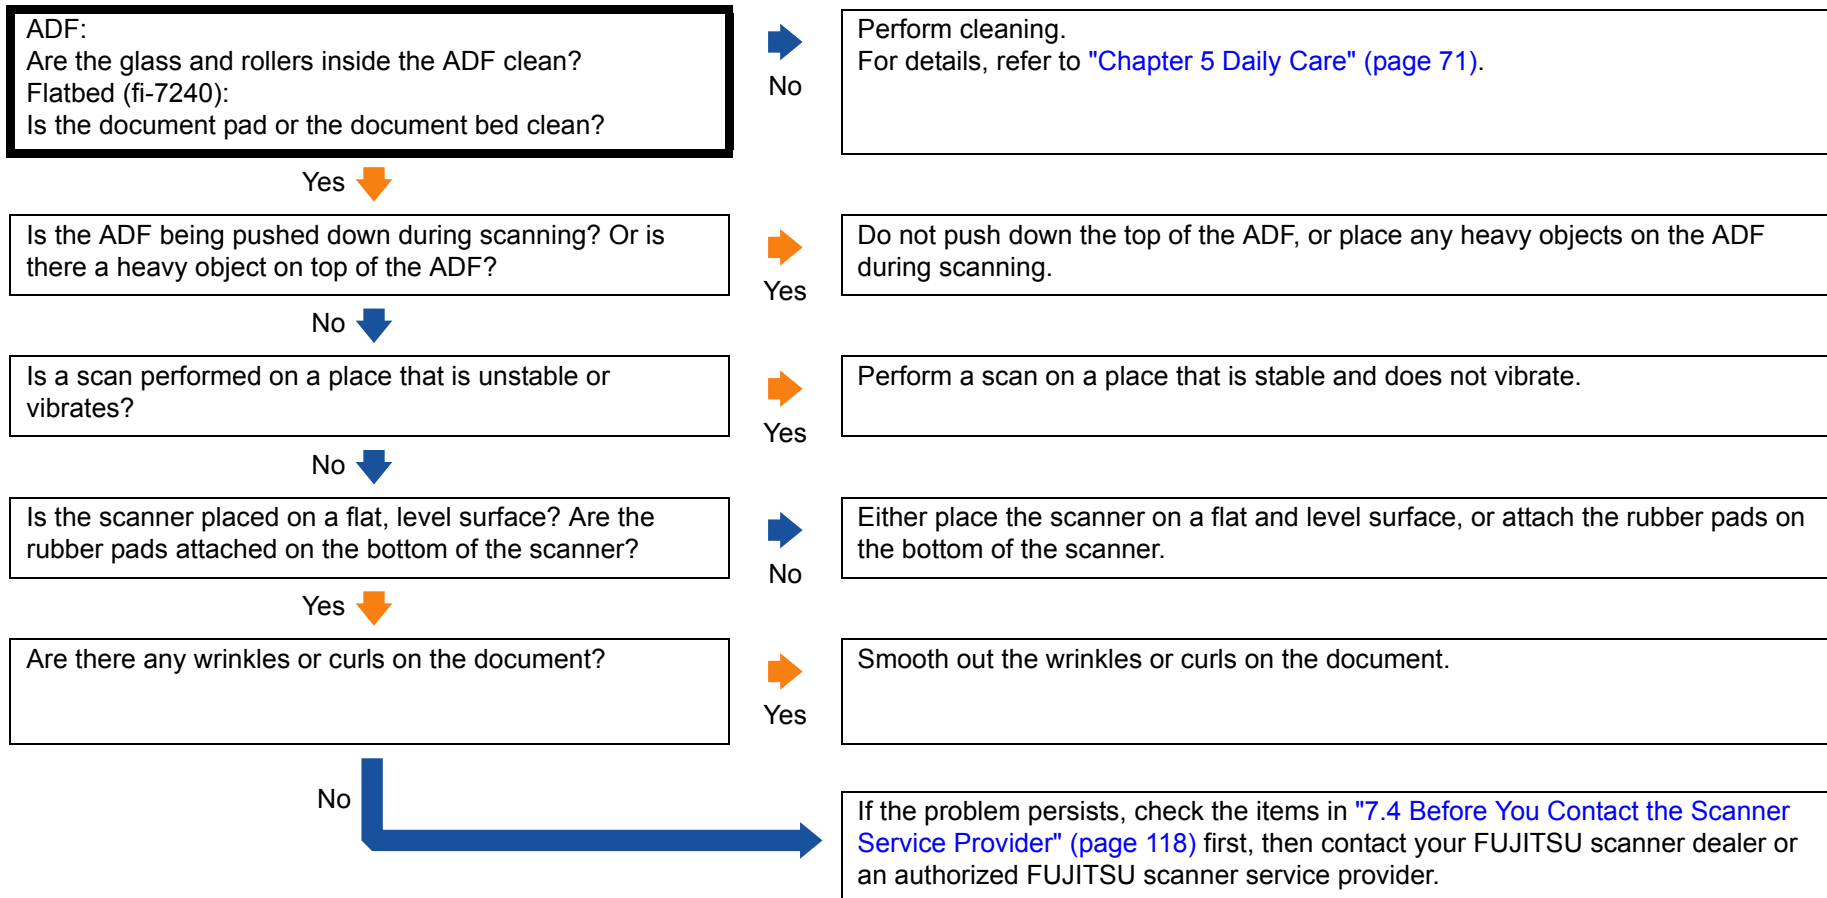 ADF:
Are the glass and rollers inside the ADF clean?
Flatbed (fi-7240):
Is the document pad or the document bed clean?
No
Perform cleaning.
For details, refer to "Chapter 5 Daily Care" (page 71).
Yes
Is the ADF being pushed down during scanning? Or is
there a heavy object on top of the ADF?
Yes
Do not push down the top of the ADF, or place any heavy objects on the ADF
during scanning.
No
Is a scan performed on a place that is unstable or
vibrates?
Yes
Perform a scan on a place that is stable and does not vibrate.
No
Is the scanner placed on a flat, level surface? Are the
rubber pads attached on the bottom of the scanner?
No
Either place the scanner on a flat and level surface, or attach the rubber pads on
the bottom of the scanner.
Yes
Are there any wrinkles or curls on the document?
Yes
Smooth out the wrinkles or curls on the document.
No
If the problem persists, check the items in "7.4 Before You Contact the Scanner
Service Provider" (page 118) first, then contact your FUJITSU scanner dealer or
an authorized FUJITSU scanner service provider.